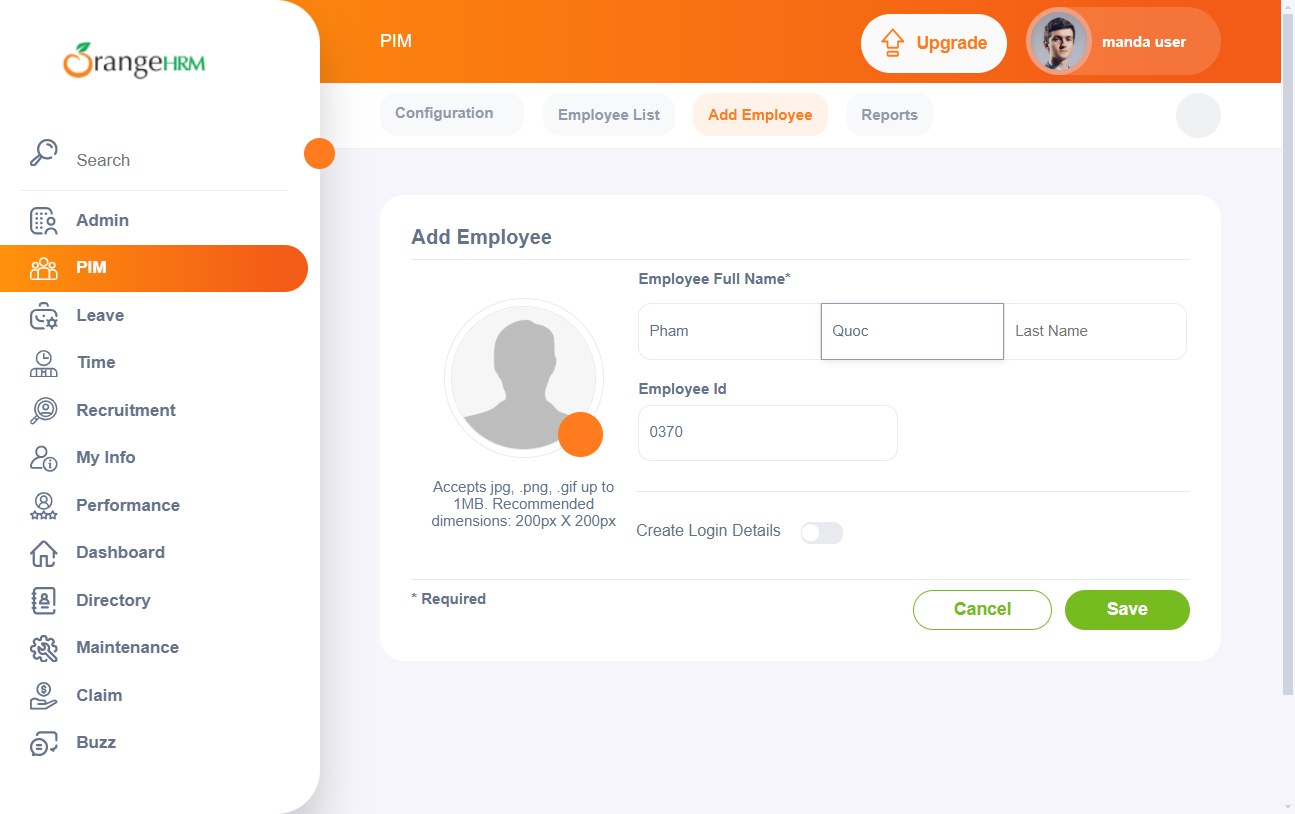 OrangeHRM
PIM
Upgrade
manda user
Configuration
Employee List
Add Employee
Reports
Search
Admin
PIM
Leave
Time
Recruitment
My Info
Performance
Dashboard
Directory
Maintenance
Claim
Buzz
Add Employee
Employee Full Name*
Pham
Quoc
Last Name
Employee Id
0370
Accepts jpg, .png, .gif up to
1MB. Recommended
dimensions: 200px X 200px
Create Login Details
* Required
Cancel
Save